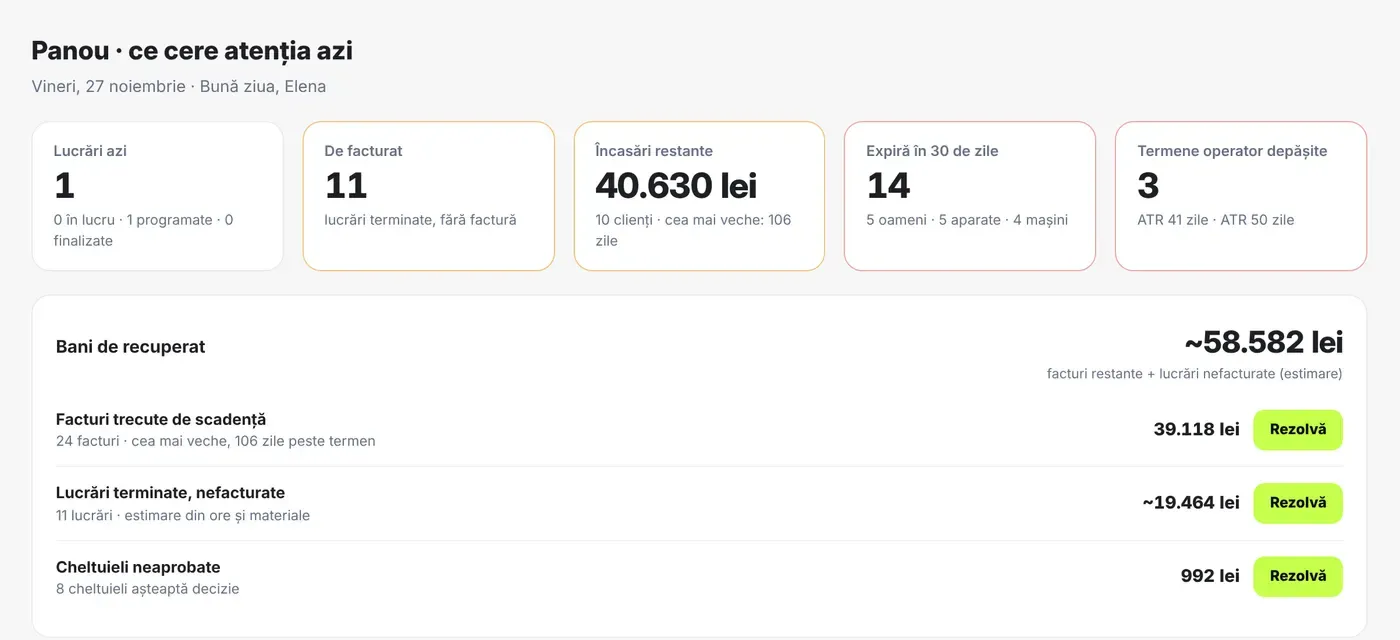 Panou · ce cere atenția azi
Vineri, 27 noiembrie · Bună ziua, Elena
Lucrări azi
1
0 în lucru · 1 programate · 0
finalizate
De facturat
11
lucrări terminate, fără factură
Încasări restante
40.630 lei
10 clienți · cea mai veche: 106
zile
Expiră în 30 de zile
14
5 oameni · 5 aparate · 4 mașini
Termene operator depășite
3
ATR 41 zile · ATR 50 zile
Bani de recuperat
~58.582 lei
facturi restante + lucrări nefacturate (estimare)
Facturi trecute de scadență
24 facturi · cea mai veche, 106 zile peste termen
39.118 lei
Rezolvă
Lucrări terminate, nefacturate
11 lucrări · estimare din ore și materiale
~19.464 lei
Rezolvă
Cheltuieli neaprobate
8 cheltuieli așteaptă decizie
992 lei
Rezolvă